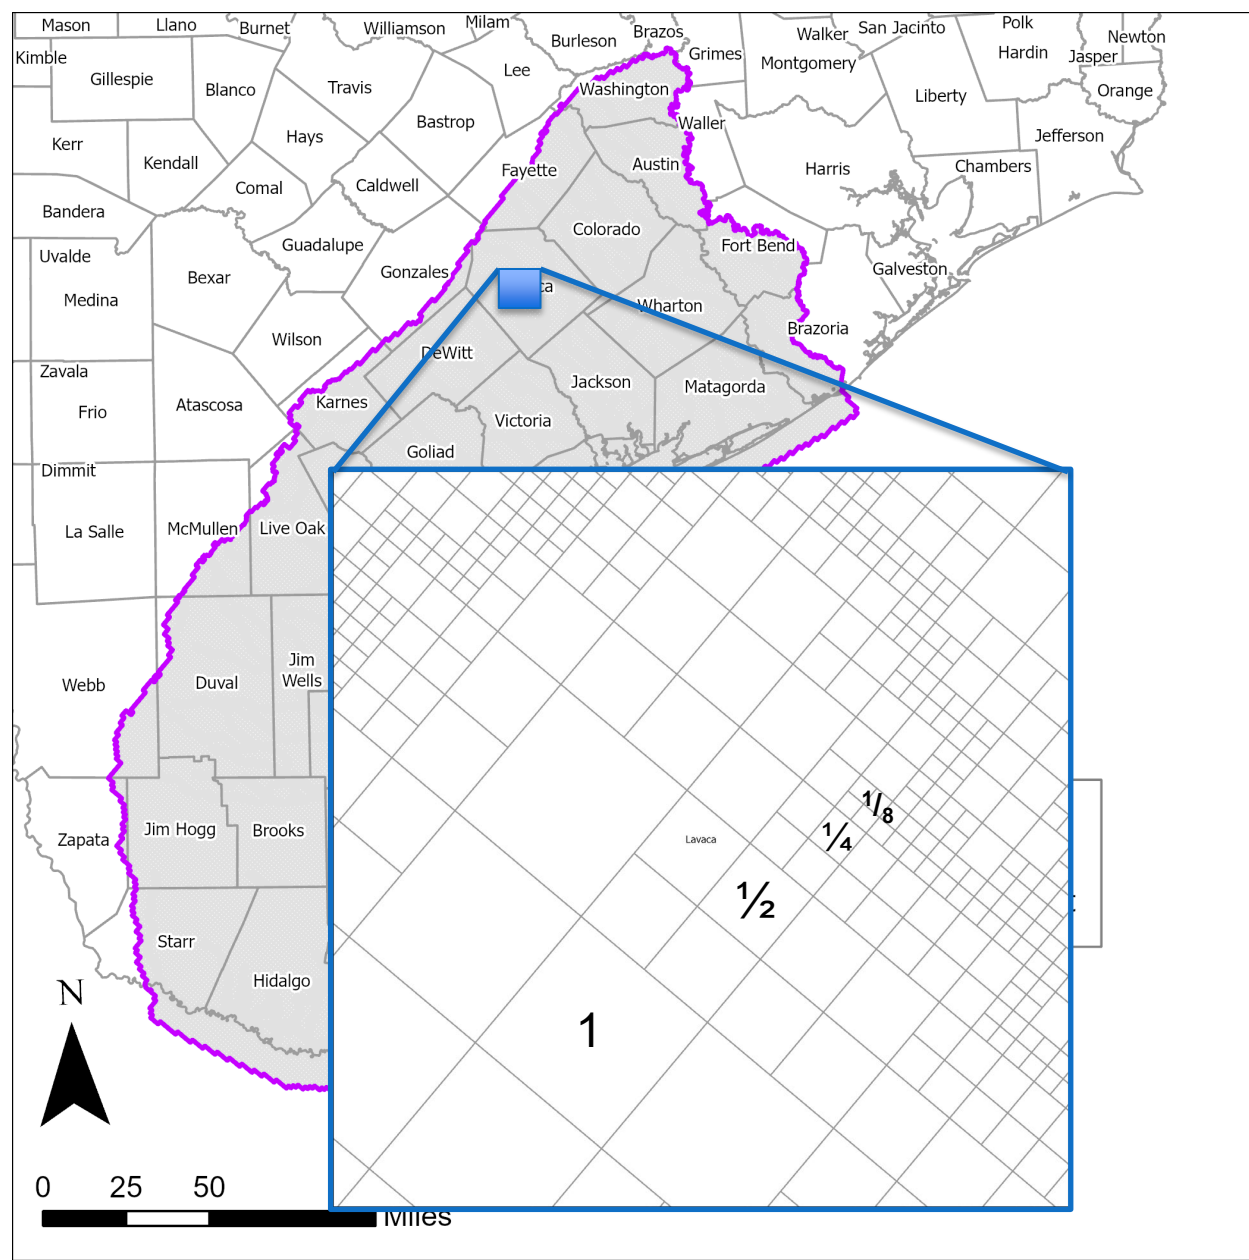 Mason
Llano
Burnet
Williamson
Milam
Burleson
Brazos
Grimes
Walker
San Jacinto
Polk
Newton
Kimble
Gillespie
Blanco
Travis
Lee
Washington
Montgomery
Hardin
Jasper
Liberty
Orange
Kerr
Kendall
Hays
Bastrop
Waller
Jefferson
Comal
Caldwell
Fayette
Austin
Harris
Chambers
Bandera
Guadalupe
Colorado
Fort Bend
Uvalde
Bexar
Gonzales
Galveston
Medina
ca
Wharton
Wilson
Brazoria
DeWitt
Zavala
Frio
Atascosa
Karnes
Jackson
Matagorda
Victoria
Goliad
Dimmit
La Salle
McMullen
Live Oak
Jim
Wells
Webb
Duval
Zapata
Jim Hogg
Brooks
Starr
Hidalgo
1/8
¼
Lavaca
½
1
N
0 25 50
Miles